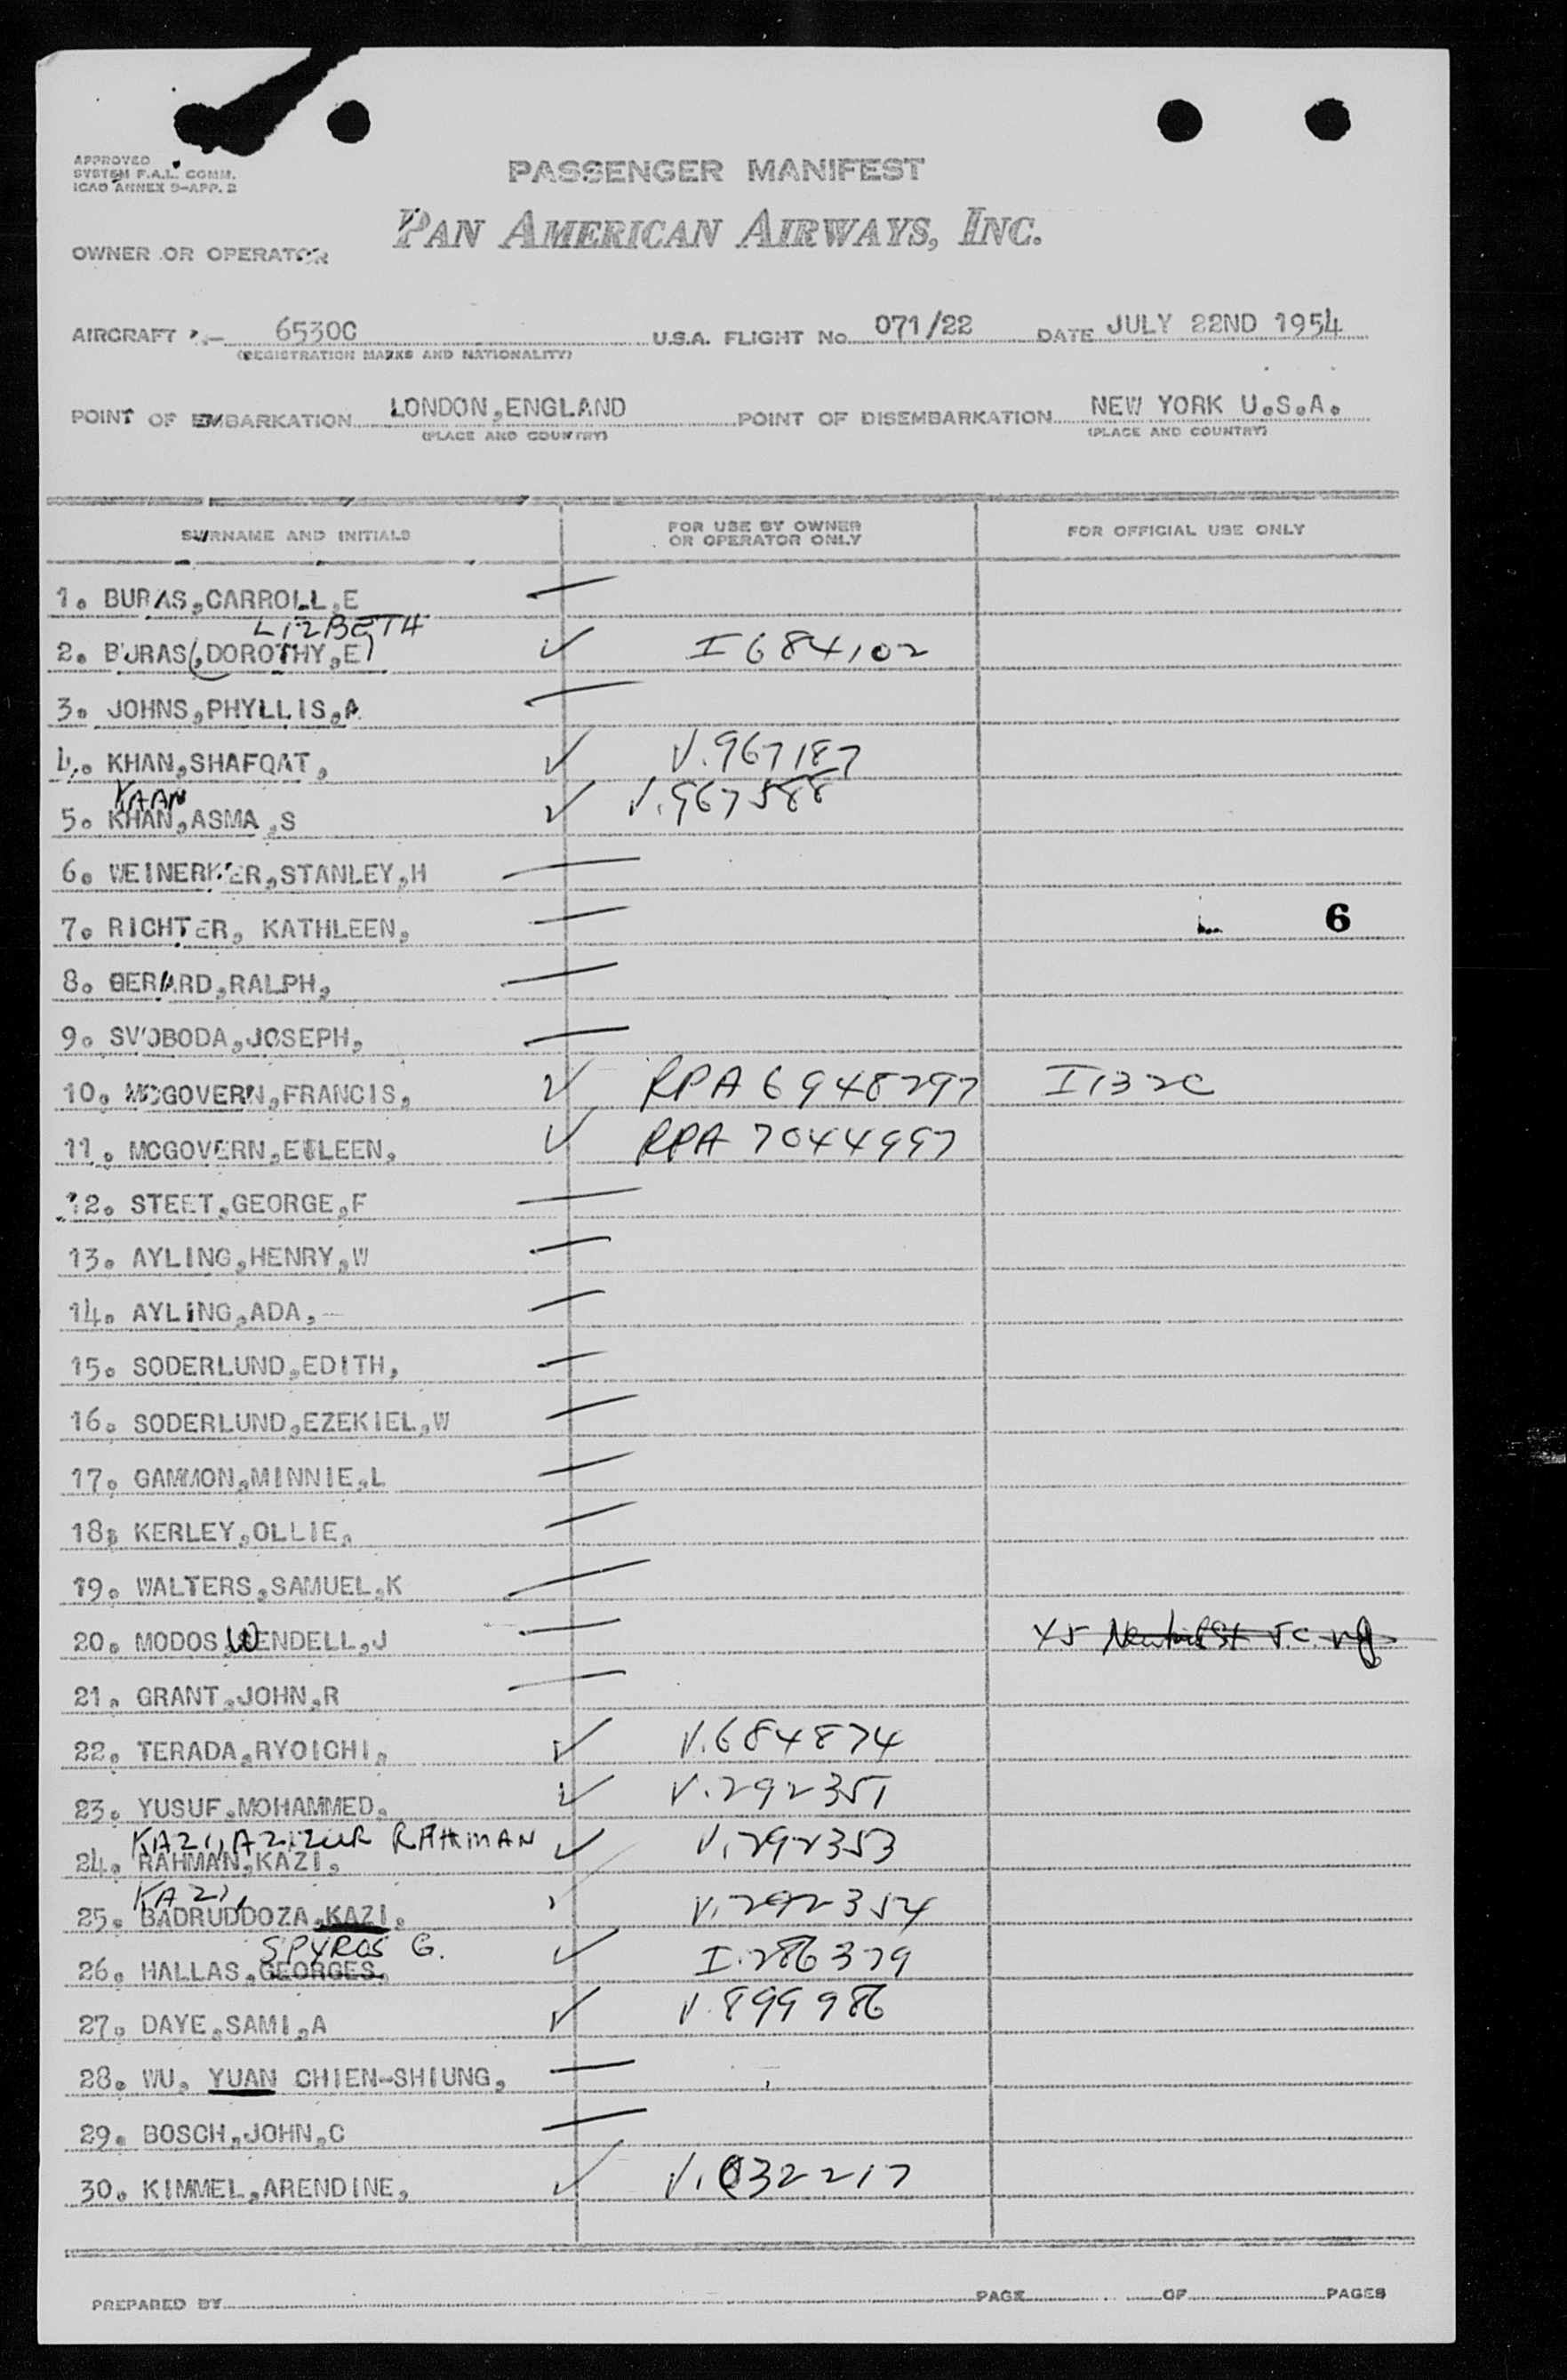 APPROVED
SYSTEM F.A.L. COMM.
ICAO ANNEX 9-APP. 2
PASSENGER MANIFEST
PAN AMERICAN AIRWAYS, INC.
OWNER OR OPERATOR
AIRCRAFT 6530C U.S.A. FLIGHT No. 071/22 DATE JULY 22ND 1954
(REGISTRATION MARKS AND NATIONALITY)
POINT OF EMBARKATION LONDON,ENGLAND POINT OF DISEMBARKATION NEW YORK U.S.A.
(PLACE AND COUNTRY) (PLACE AND COUNTRY)
SURNAME AND INITIALS FOR USE BY OWNER OR OPERATOR ONLY FOR OFFICIAL USE ONLY
1. BURAS,CARROLL,E
LIZBETH
2. BURAS(,DOROTHY,E) ✓ I 684,102
3. JOHNS,PHYLLIS,A
4. KHAN,SHAFQAT, ✓ V.967187
KAAN
5. KHAN,ASMA,S ✓ V.967588
6. WEINERKER,STANLEY,H
7. RICHTER, KATHLEEN, 6
8. GERARD,RALPH,
9. SVOBODA,JOSEPH,
10. MCGOVERN,FRANCIS, ✓ RPA 6948297 I132C
11. MCGOVERN,EILEEN, ✓ RPA 7044997
12. STEET,GEORGE,F
13. AYLING,HENRY,W
14. AYLING,ADA,
15. SODERLUND,EDITH,
16. SODERLUND,EZEKIEL,W
17. GAMMON,MINNIE,L
18. KERLEY,OLLIE,
19. WALTERS,SAMUEL,K
20. MODOS WENDELL,J 45
21. GRANT,JOHN,R
22. TERADA,RYOICHI, ✓ V.684874
23. YUSUF,MOHAMMED, ✓ V.292351
KAZI, AZIZUR RAHMAN
24. RAHMAN,KAZI, ✓ V.292353
KAZI,
25. BADRUDDOZA,KAZI, ✓ V.292354
SPYROS G.
26. HALLAS,GEORGES, ✓ I.286379
27. DAYE,SAMI,A ✓ V.899986
28. WU, YUAN CHIEN-SHIUNG,
29. BOSCH,JOHN,C
30. KIMMEL,ARENDINE, ✓ V.032217
PREPARED BY PAGE OF PAGES